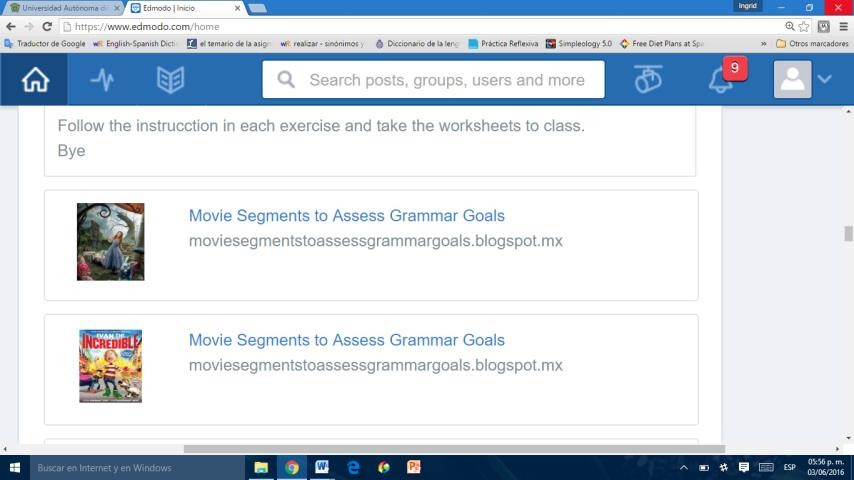 Ingrid
Universidad Autónoma de
Edmodo | Inicio
https://www.edmodo.com/home
Traductor de Google
English-Spanish Dictio
el temario de la asign
realizar - sinónimos y
Diccionario de la leng
Práctica Reflexiva
Simpleology 5.0
Free Diet Plans at Spa
»
Otros marcadores
Search posts, groups, users and more
9
Follow the instrucction in each exercise and take the worksheets to class.
Bye
Movie Segments to Assess Grammar Goals
moviesegmentstoassessgrammargoals.blogspot.mx
INCREDIBLE
Movie Segments to Assess Grammar Goals
moviesegmentstoassessgrammargoals.blogspot.mx
Buscar en Internet y en Windows
ESP
05:56 p. m.
03/06/2016